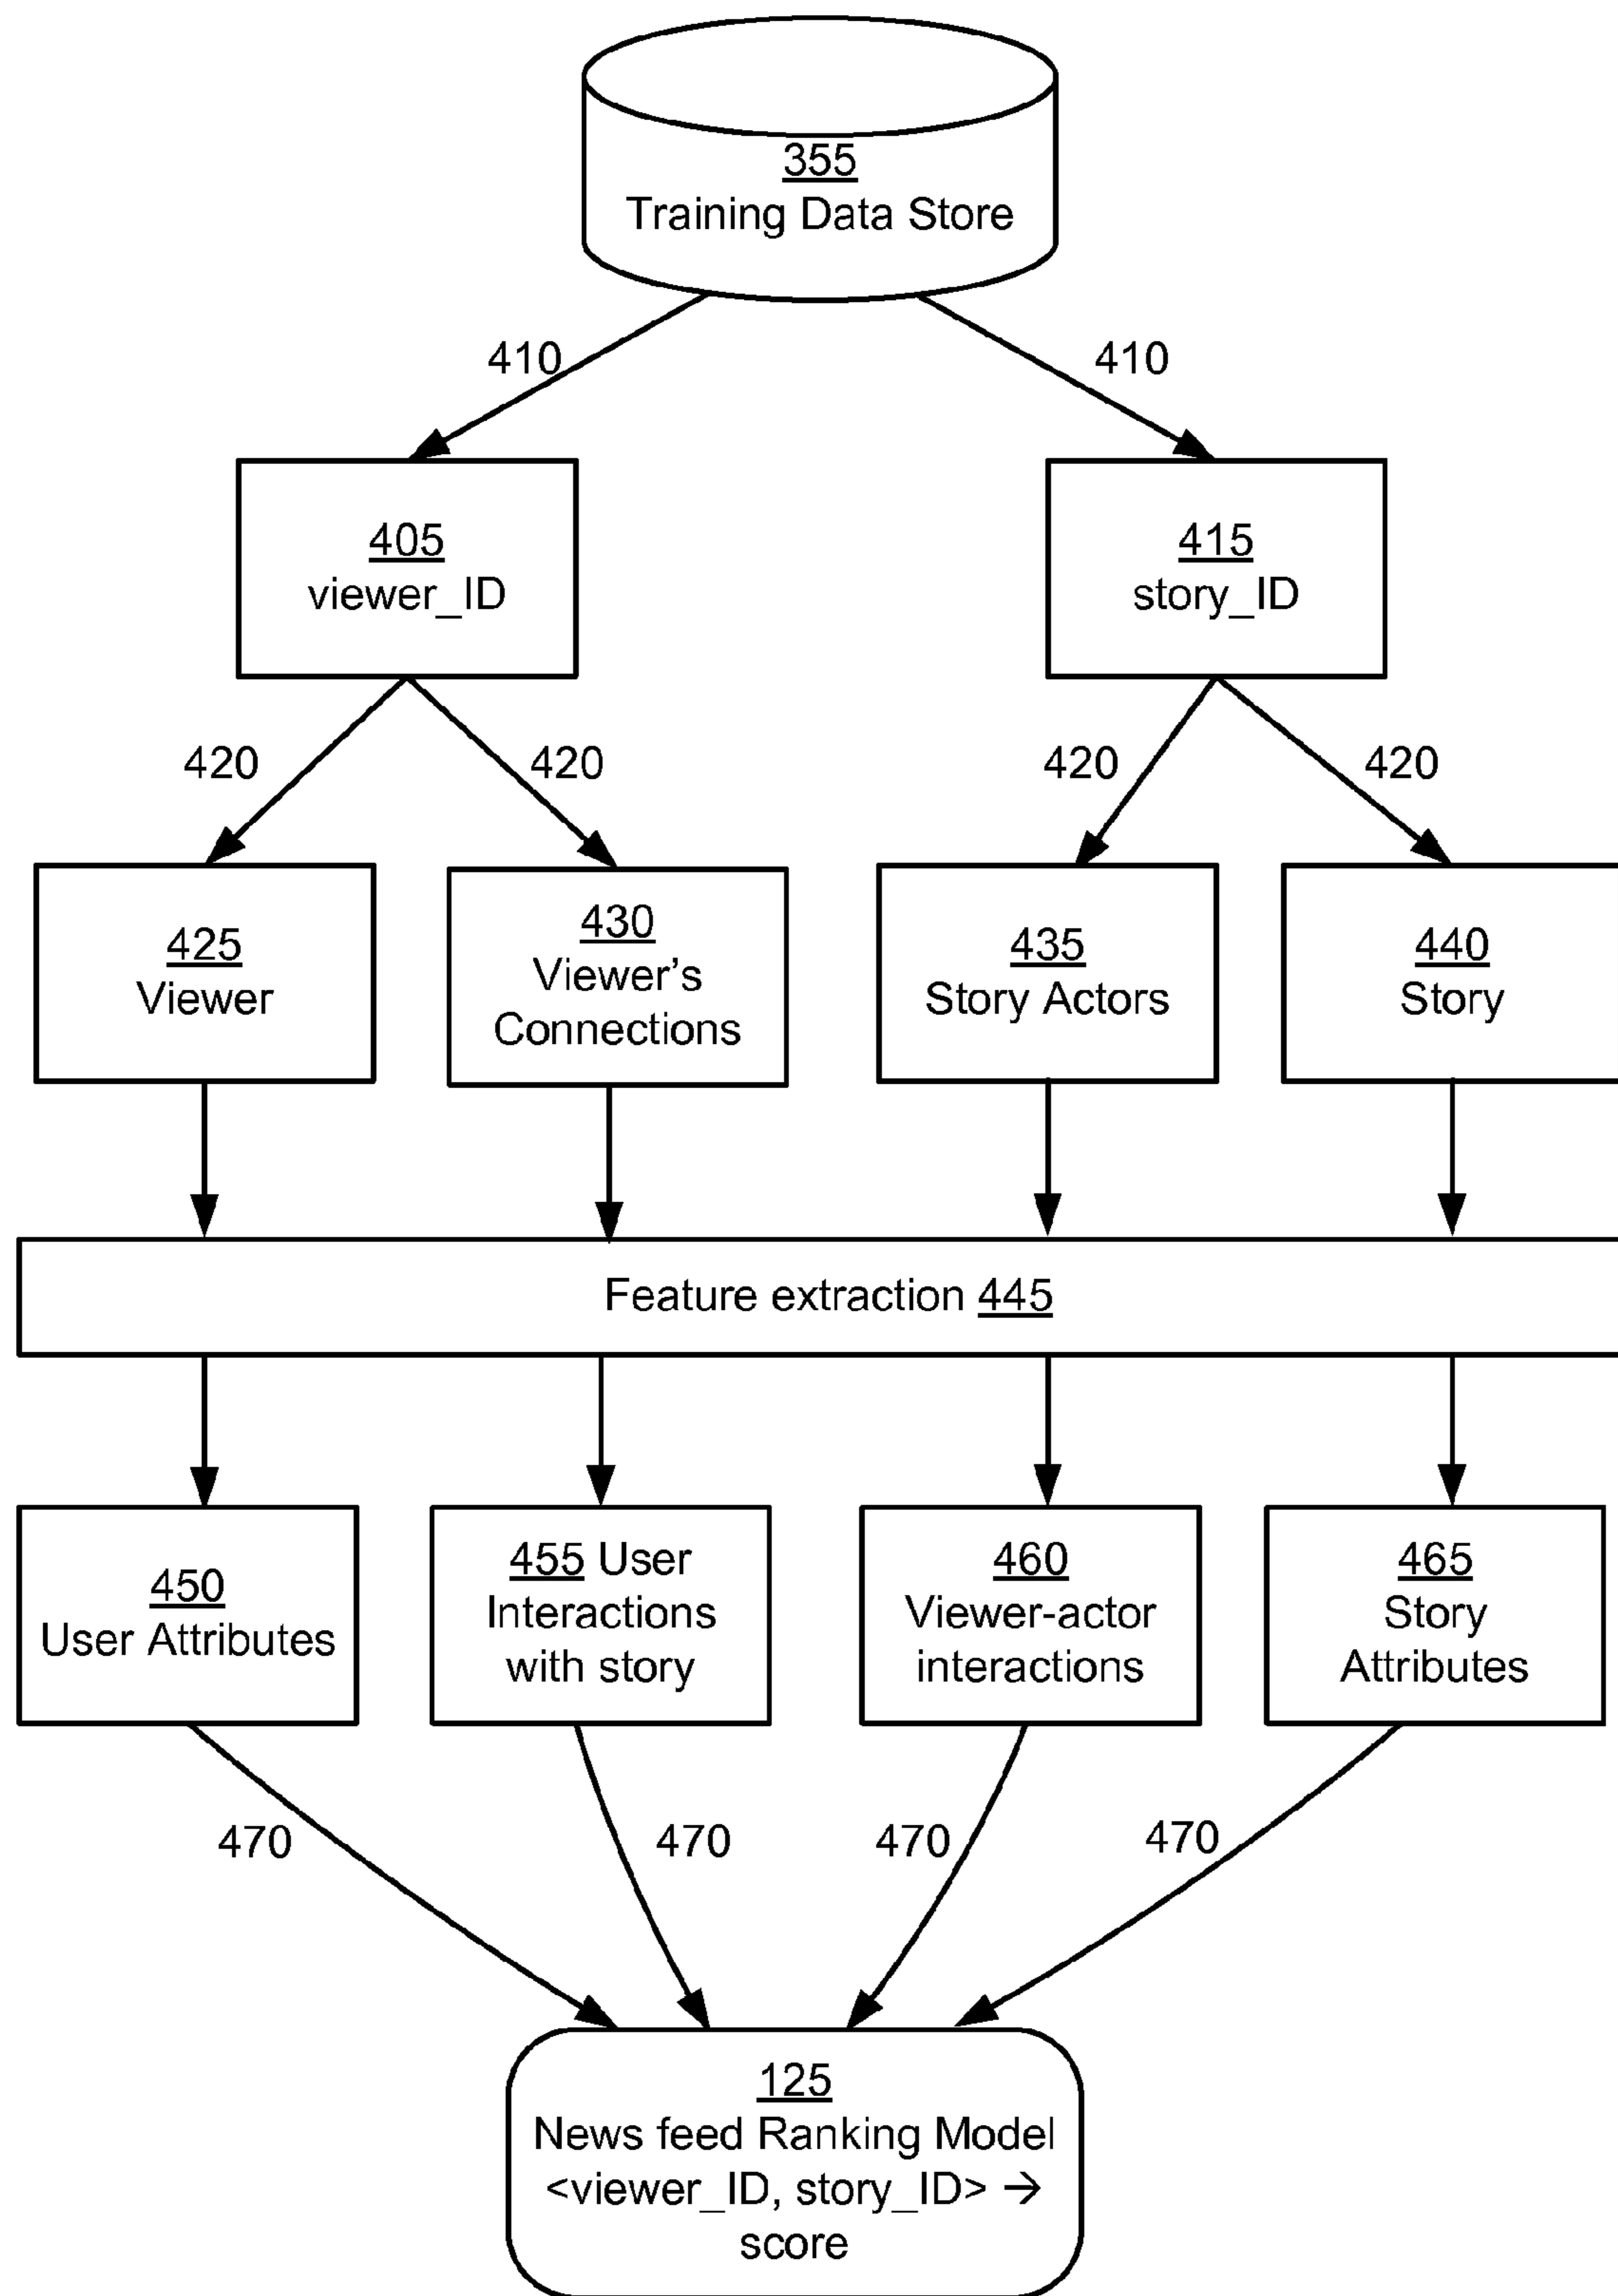 355
Training Data Store
410
410
405
viewer_ID
415
story_ID
420
420
420
420
425
Viewer
430
Viewer's
Connections
435
Story Actors
440
Story
Feature extraction 445
450
User Attributes
455 User
Interactions
with story
460
Viewer-actor
interactions
465
Story
Attributes
470
470
470
470
125
News feed Ranking Model
<viewer_ID, story_ID> →
score